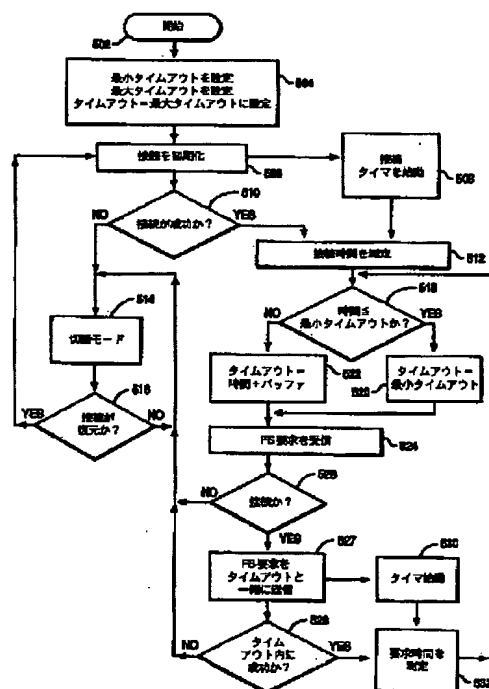 開始
502
最小タイムアウトを設定
最大タイムアウトを設定
タイムアウト=最大タイムアウトに設定
504
接続を初期化
接続
タイマを始動
508
510
接続が成功か?
NO
YES
接続時間を測定
512
514
切断モード
518
時間≦
最小タイムアウトか?
NO
YES
タイムアウト=
時間+バッファ
522
タイムアウト=
最小タイムアウト
520
516
接続が
復元か?
YES
NO
FS要求を受信
524
526
接続か?
NO
YES
527
FS要求を
タイムアウトと
一緒に送信
530
タイマ始動
528
タイム
アウト内に
成功か?
NO
YES
要求時間を
測定
532